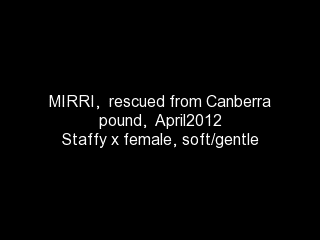 MIRRI,  rescued from Canberra
pound,  April2012
Staffy x female, soft/gentle